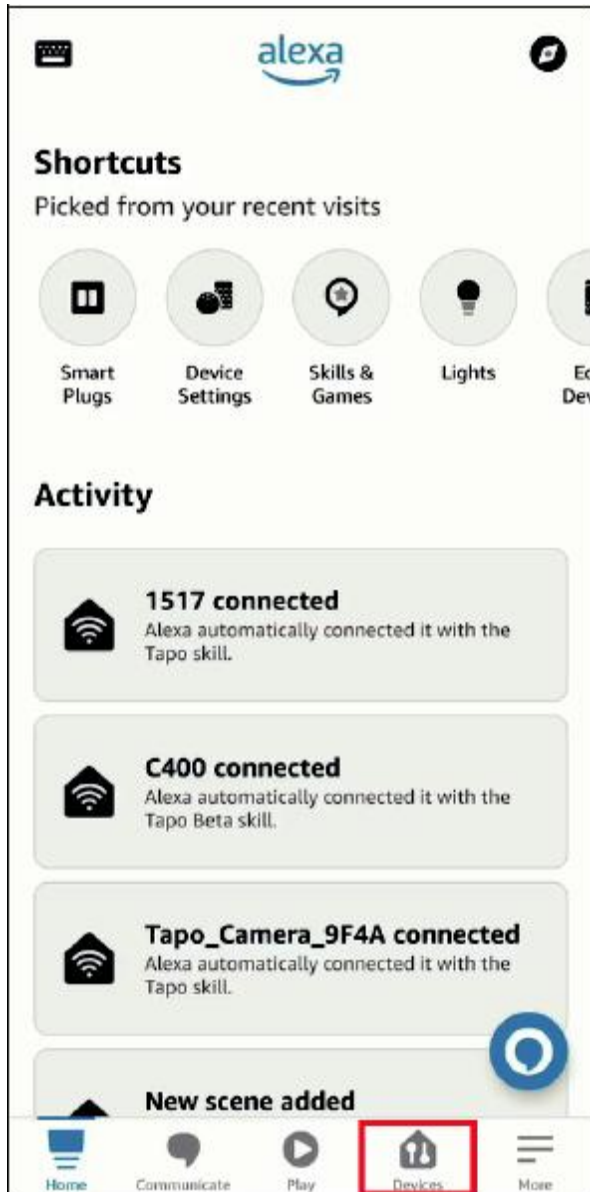 alexa
Shortcuts
Picked from your recent visits
Smart Plugs
Device Settings
Skills & Games
Lights
Activity
1517 connected
Alexa automatically connected it with the
Tapo skill.
C400 connected
Alexa automatically connected it with the
Tapo Beta skill.
Tapo_Camera_9F4A connected
Alexa automatically connected it with the
Tapo skill.
New scene added
Home
Communicate
Play
Devices
More